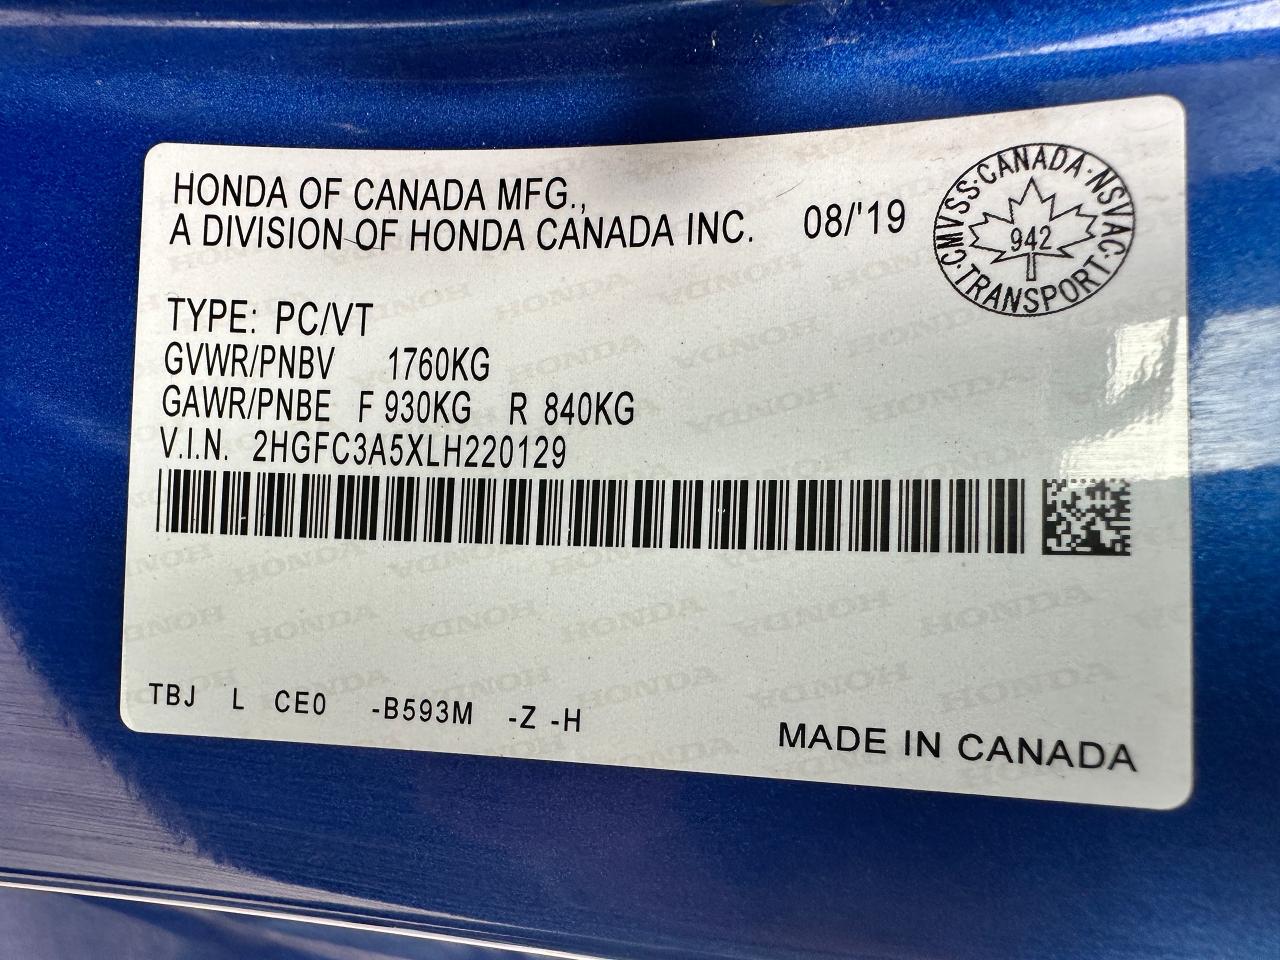 HONDA OF CANADA MFG.,
A DIVISION OF HONDA CANADA INC.
08/'19
CMVSS·CANADA·NSVAC·TRANSPORT
942
TYPE: PC/VT
GVWR/PNBV 1760KG
GAWR/PNBE F 930KG R 840KG
V.I.N. 2HGFC3A5XLH220129
TBJ L CE0 -B593M -Z -H
MADE IN CANADA